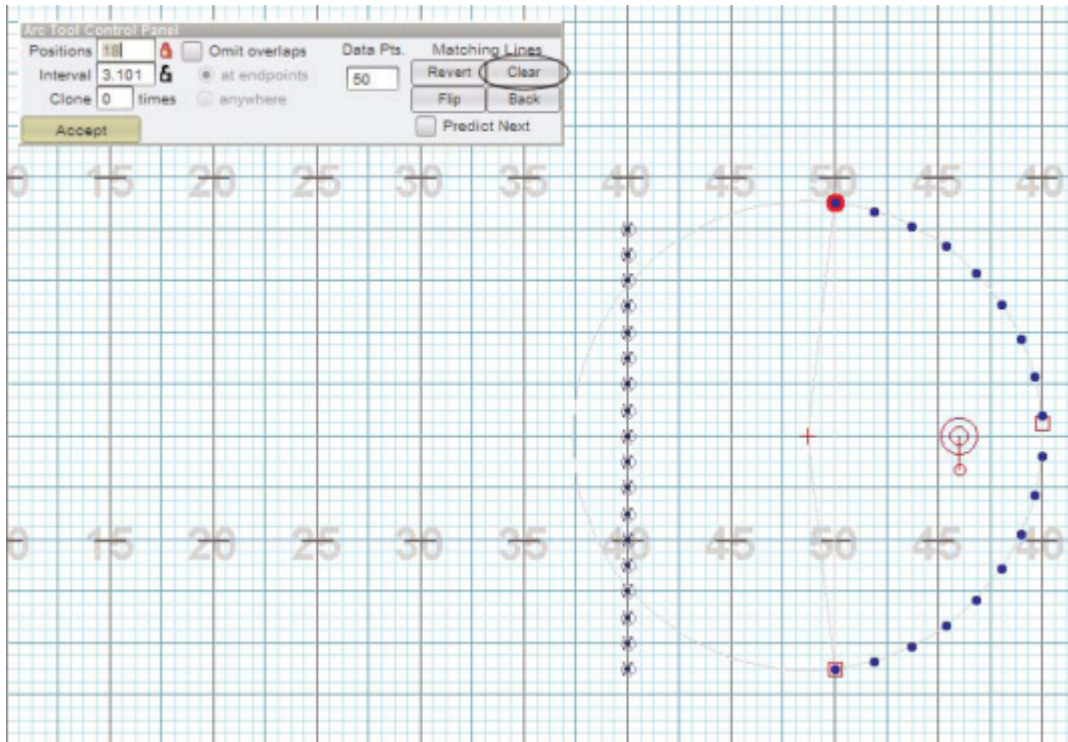 Arc Tool Control Panel
Positions 18 Omit overlaps Data Pts. Matching Lines
Interval 3.101 at endpoints 50 Revert Clear
Clone 0 times anywhere Flip Back
Accept Predict Next
0 15 20 25 30 35 40 45 50 45 40
0 15 20 25 30 35 40 45 50 45 40